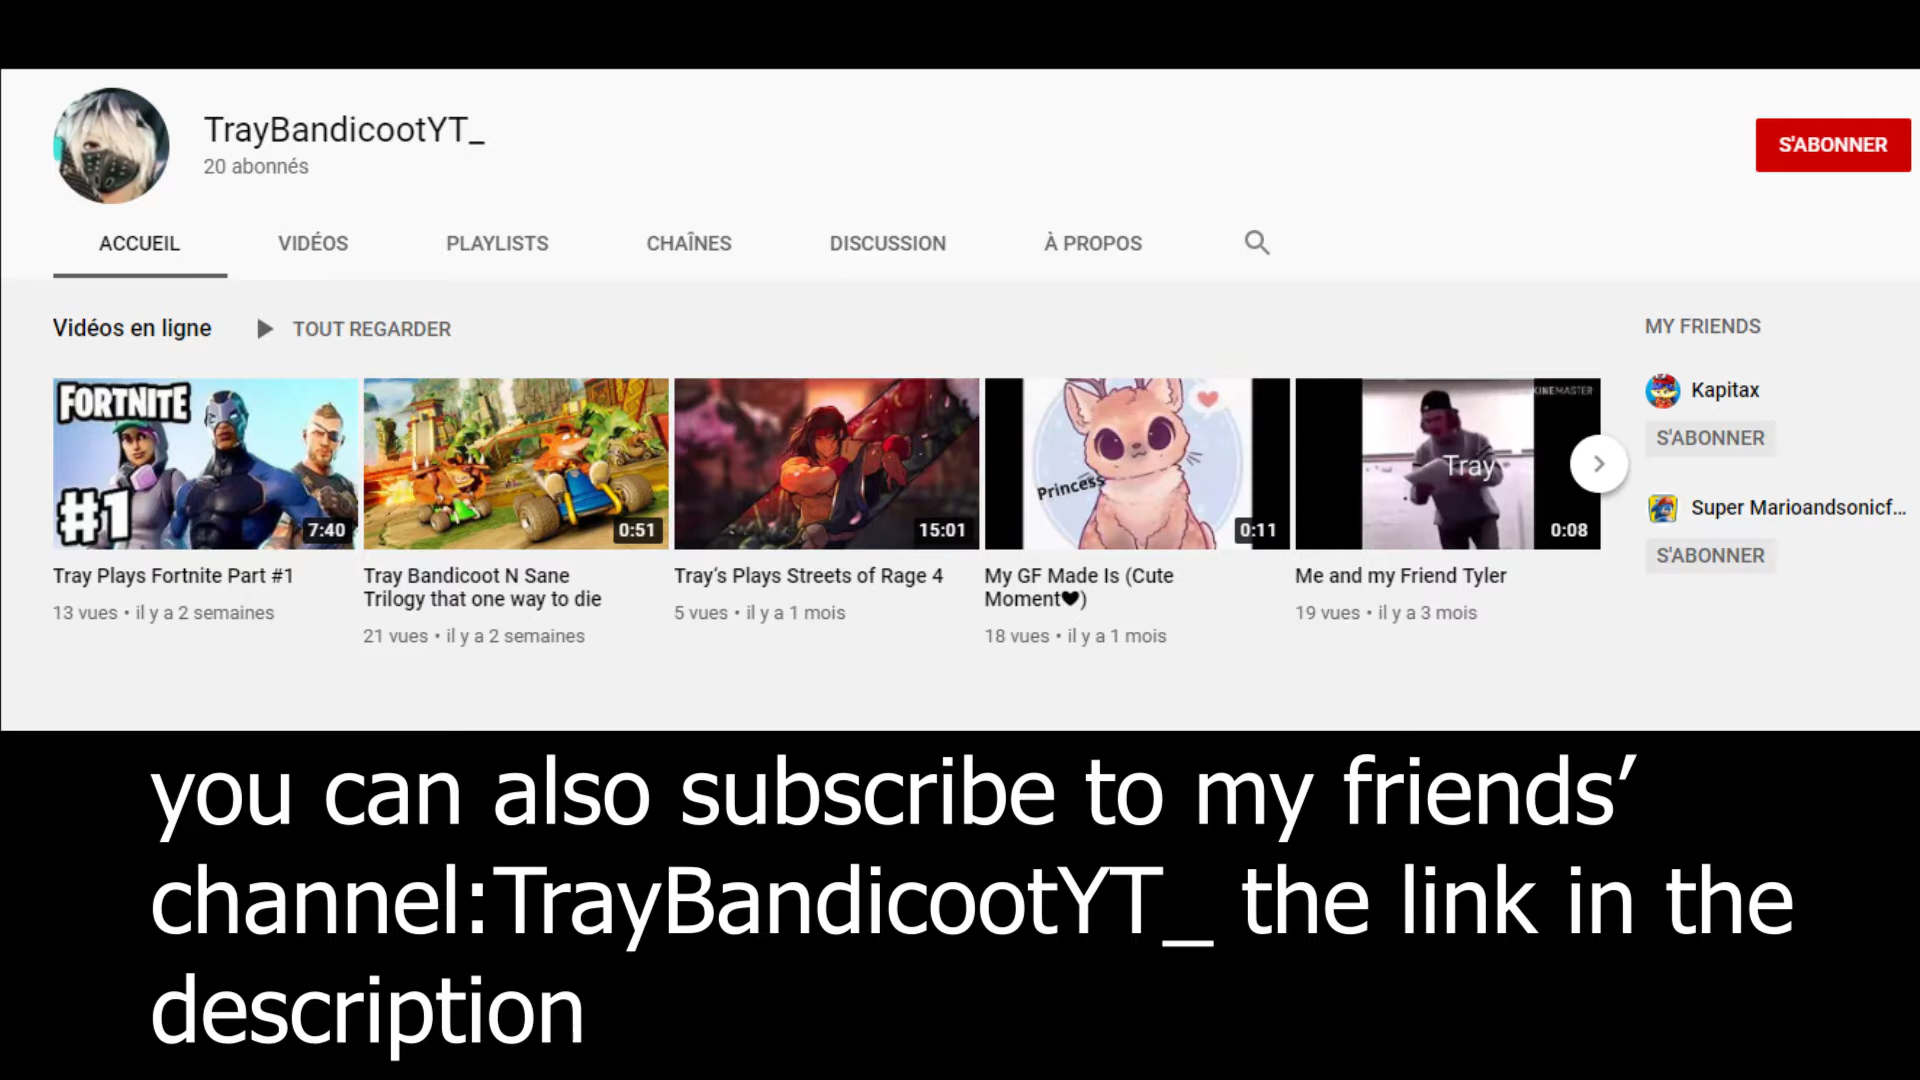 TrayBandicootYT_
20 abonnés
S'ABONNER
ACCUEIL
VIDÉOS
PLAYLISTS
CHAÎNES
DISCUSSION
À PROPOS
Vidéos en ligne
TOUT REGARDER
MY FRIENDS
Kapitax
S'ABONNER
Super Marioandsonicf...
S'ABONNER
FORTNITE
#1
7:40
Tray Plays Fortnite Part #1
13 vues • il y a 2 semaines
0:51
Tray Bandicoot N Sane
Trilogy that one way to die
21 vues • il y a 2 semaines
15:01
Tray's Plays Streets of Rage 4
5 vues • il y a 1 mois
Princess
0:11
My GF Made Is (Cute
Moment🖤)
18 vues • il y a 1 mois
KINEMASTER
Tray
0:08
Me and my Friend Tyler
19 vues • il y a 3 mois
you can also subscribe to my friends’
channel:TrayBandicootYT_ the link in the
description